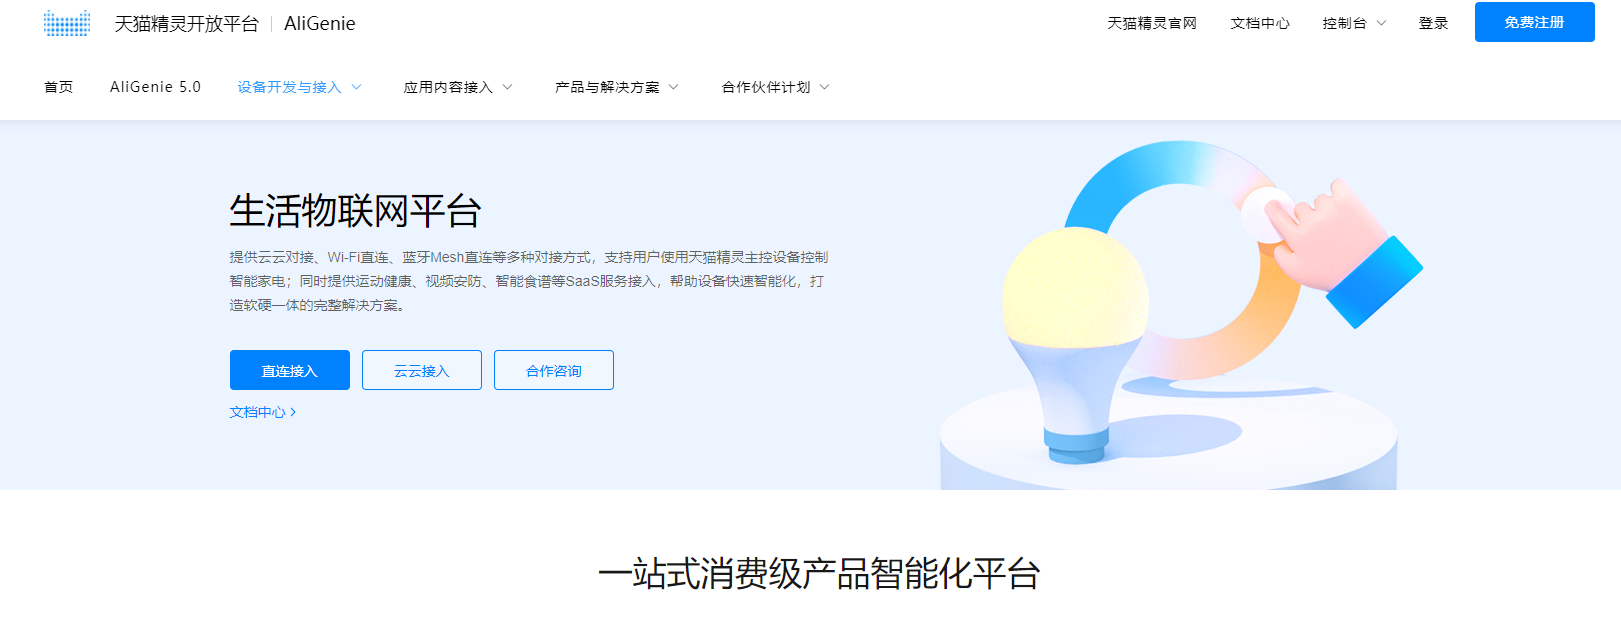 天猫精灵开放平台 | AliGenie
天猫精灵官网 文档中心 控制台 登录 免费注册
首页 AliGenie 5.0 设备开发与接入 应用内容接入 产品与解决方案 合作伙伴计划
生活物联网平台
提供云云对接、Wi-Fi直连、蓝牙Mesh直连等多种对接方式，支持用户使用天猫精灵主控设备控制
智能家电；同时提供运动健康、视频安防、智能食谱等SaaS服务接入，帮助设备快速智能化，打
造软硬一体的完整解决方案。
直连接入 云云接入 合作咨询
文档中心 >
一站式消费级产品智能化平台